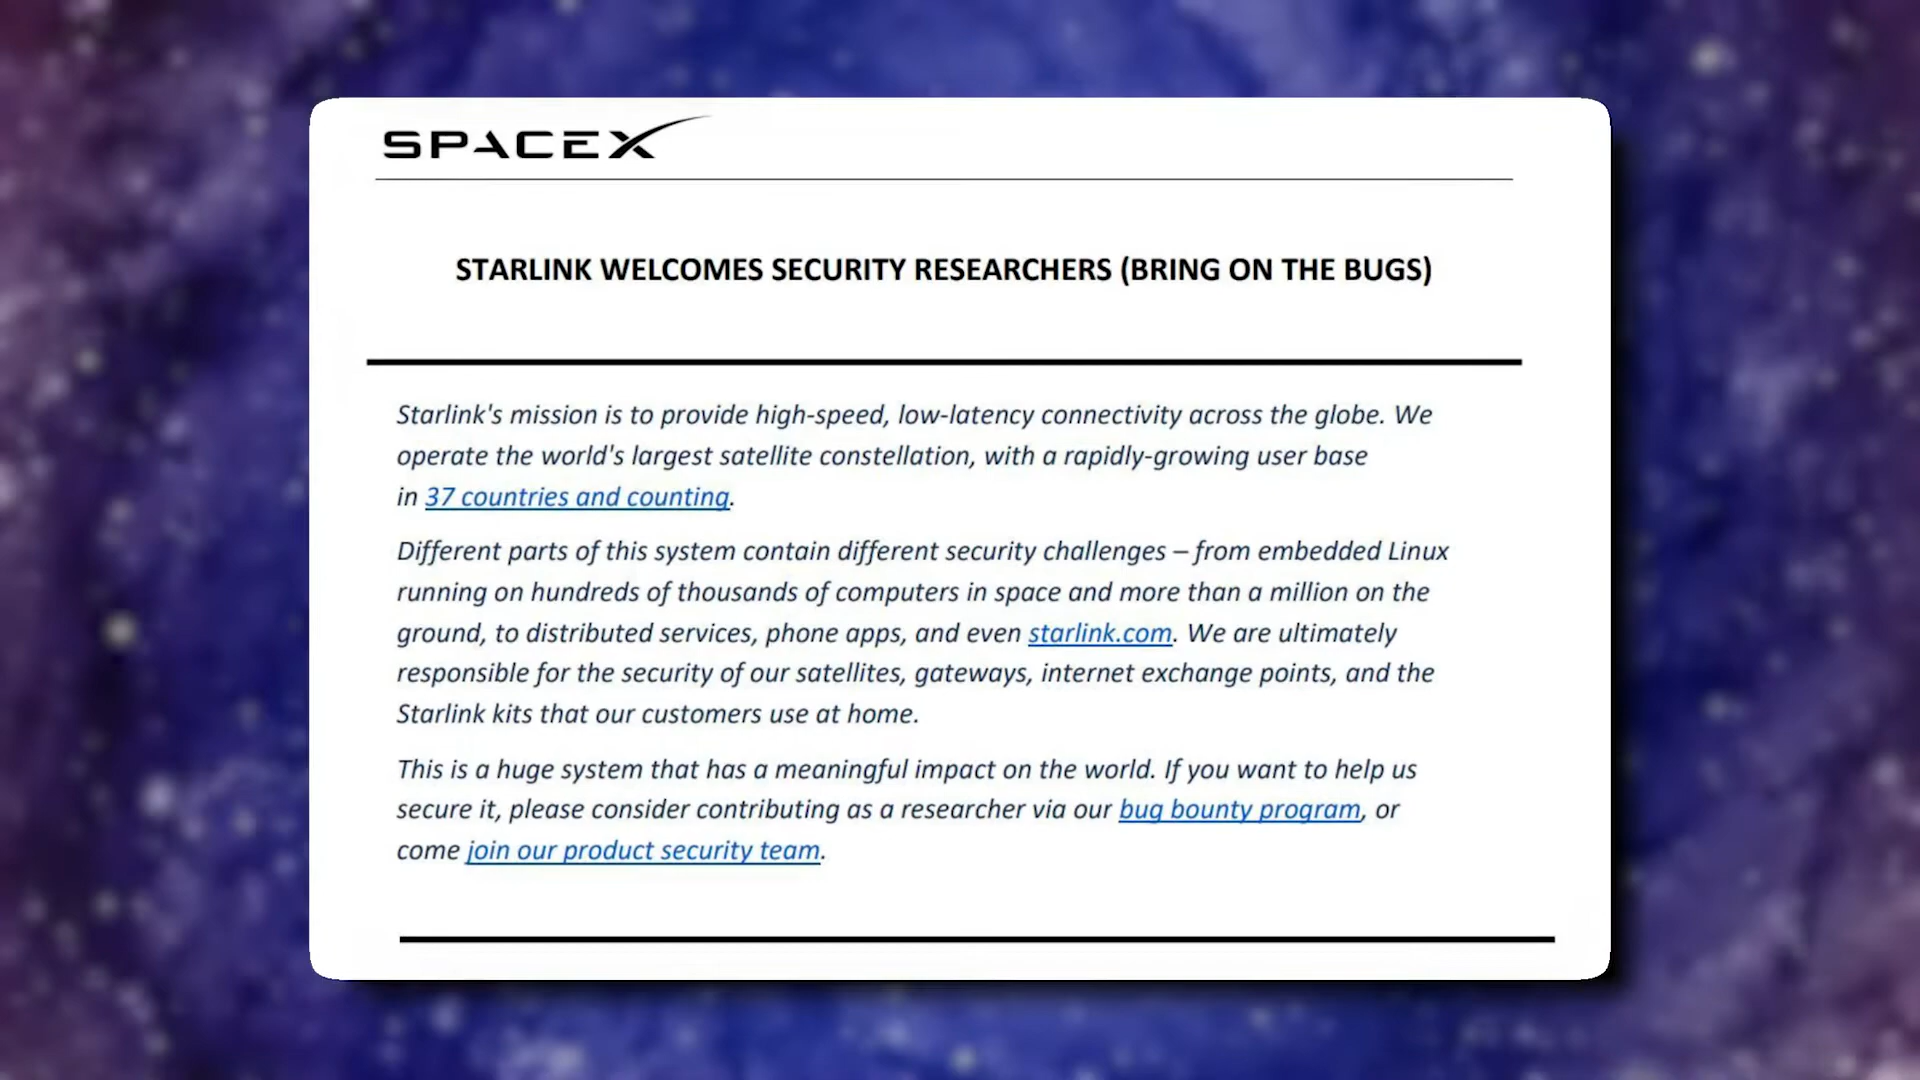 SPACEX
STARLINK WELCOMES SECURITY RESEARCHERS (BRING ON THE BUGS)
Starlink's mission is to provide high-speed, low-latency connectivity across the globe. We
operate the world's largest satellite constellation, with a rapidly-growing user base
in 37 countries and counting.
Different parts of this system contain different security challenges – from embedded Linux
running on hundreds of thousands of computers in space and more than a million on the
ground, to distributed services, phone apps, and even starlink.com. We are ultimately
responsible for the security of our satellites, gateways, internet exchange points, and the
Starlink kits that our customers use at home.
This is a huge system that has a meaningful impact on the world. If you want to help us
secure it, please consider contributing as a researcher via our bug bounty program, or
come join our product security team.